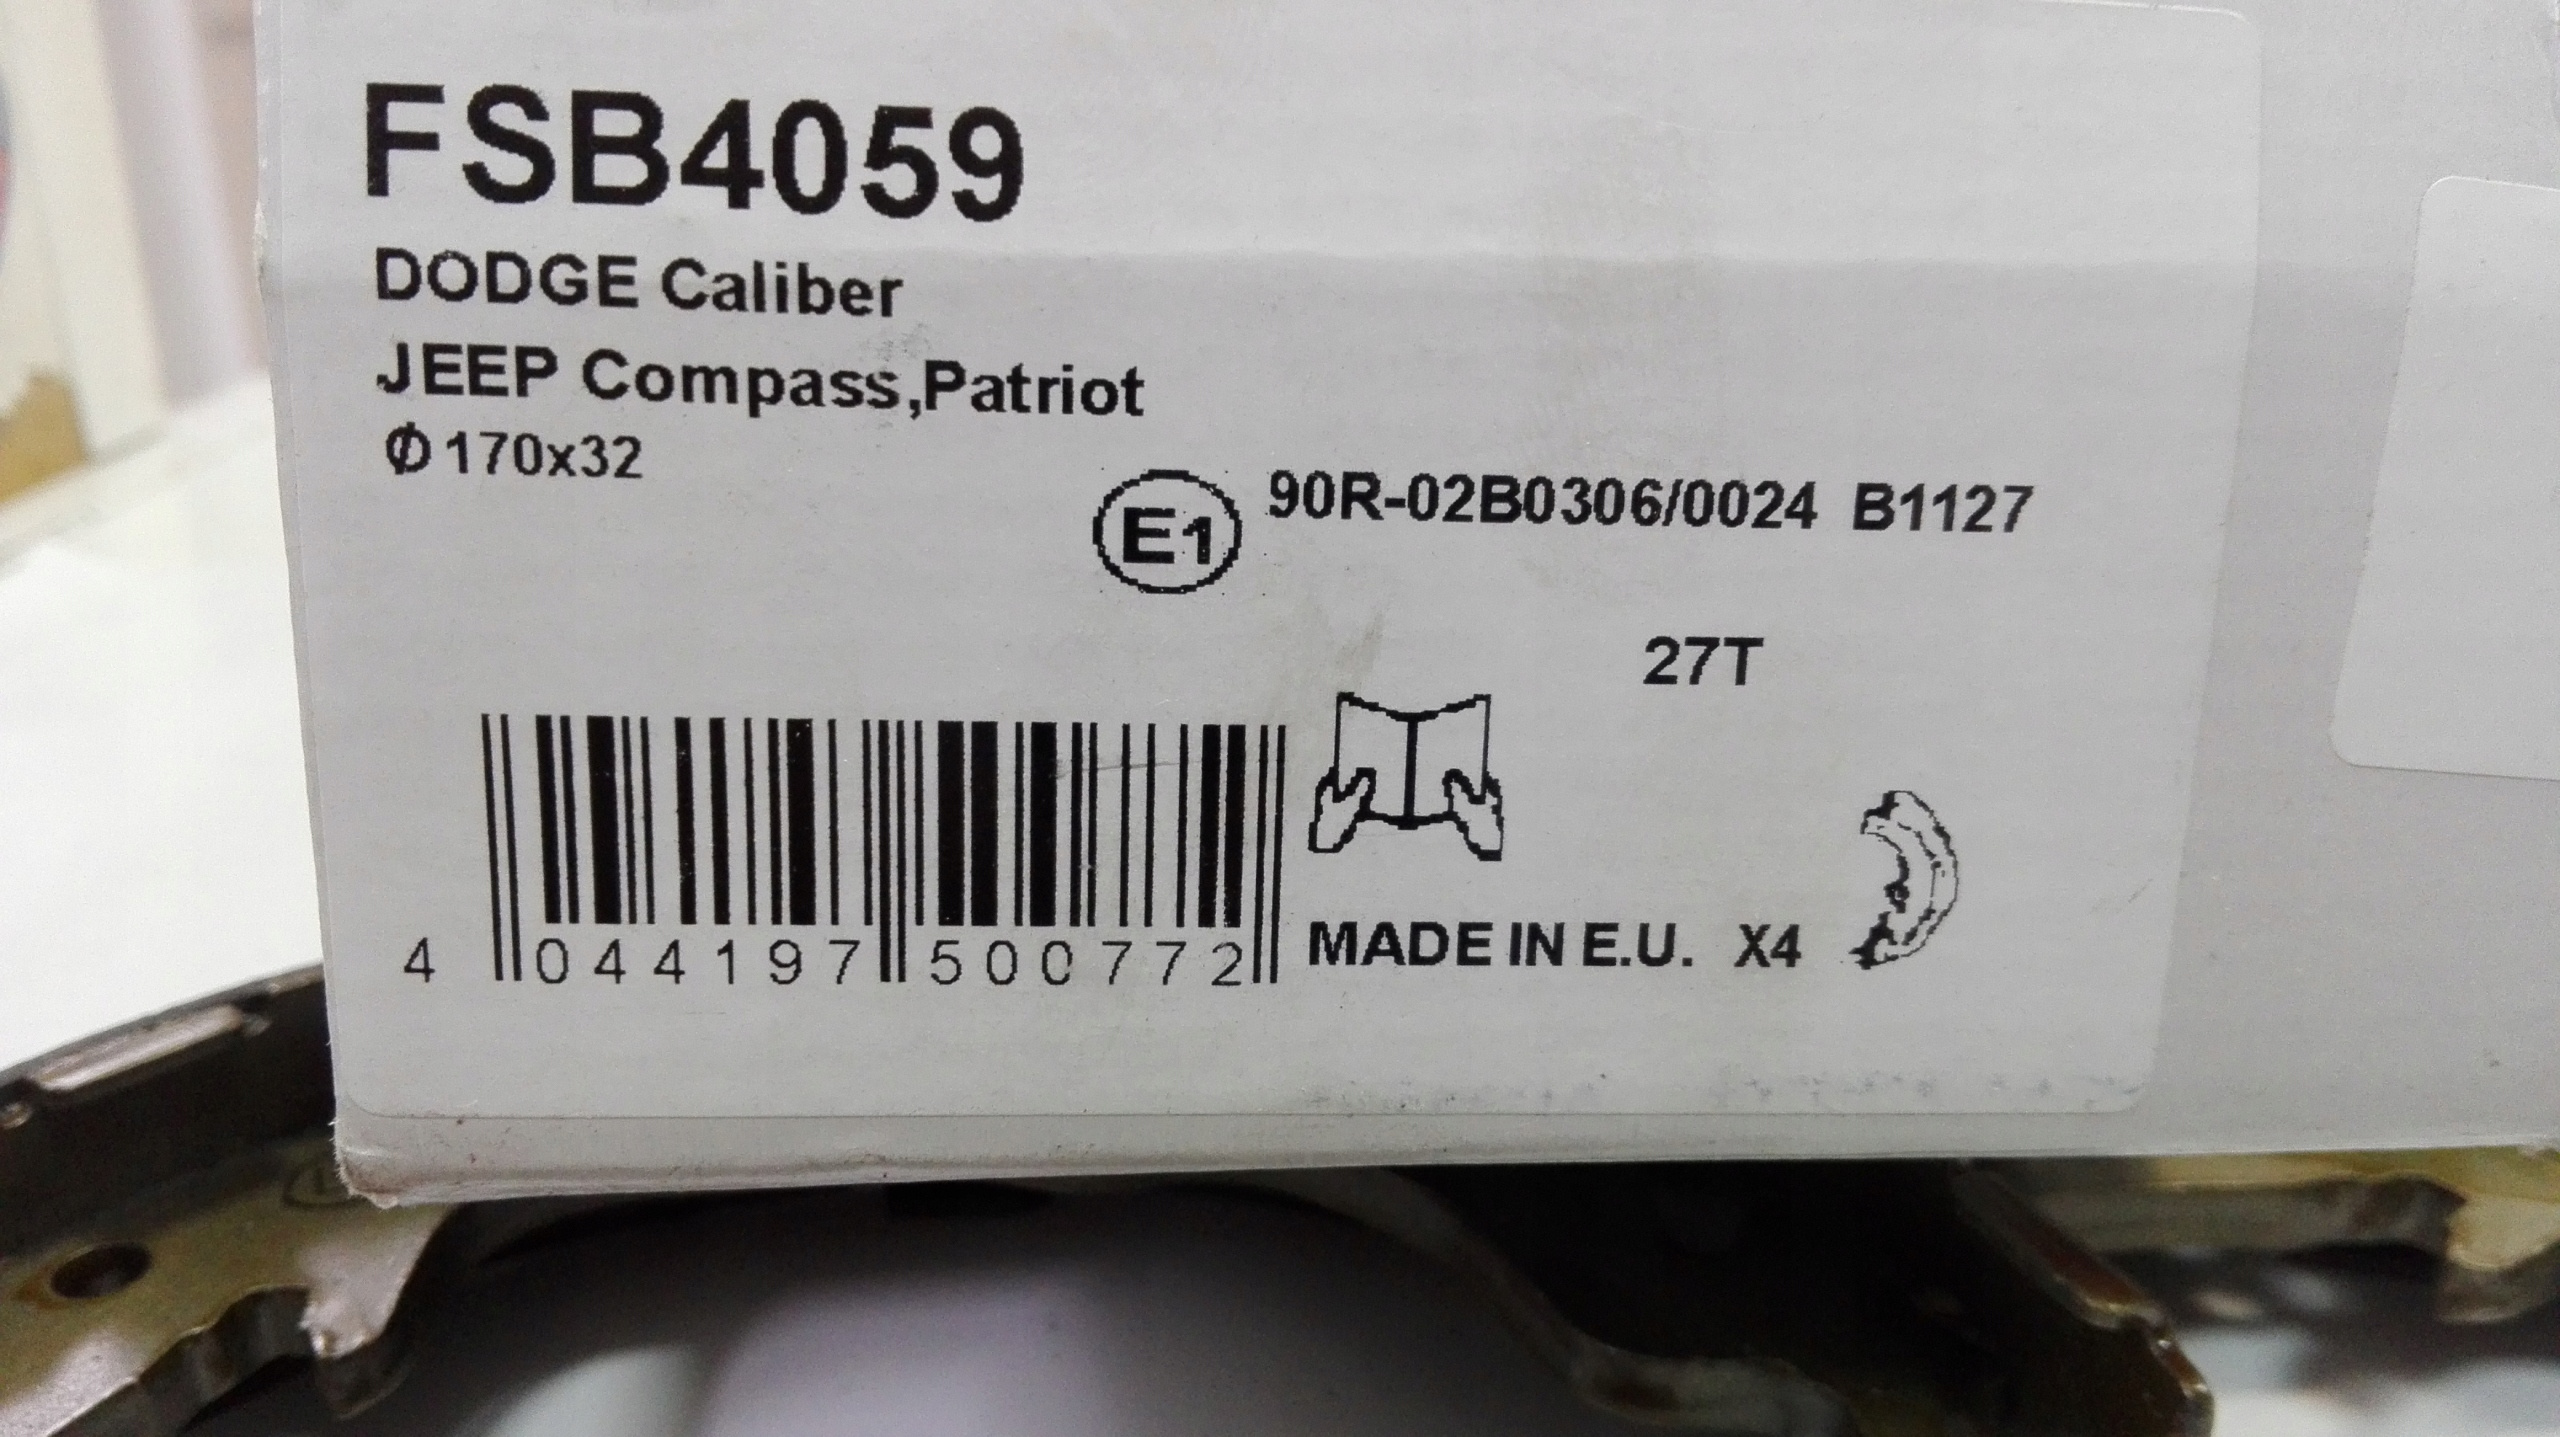 FSB4059
DODGE Caliber
JEEP Compass,Patriot
Φ170x32
E1 90R-02B0306/0024 B1127
27T
4 044197 500772
MADE IN E.U. X4